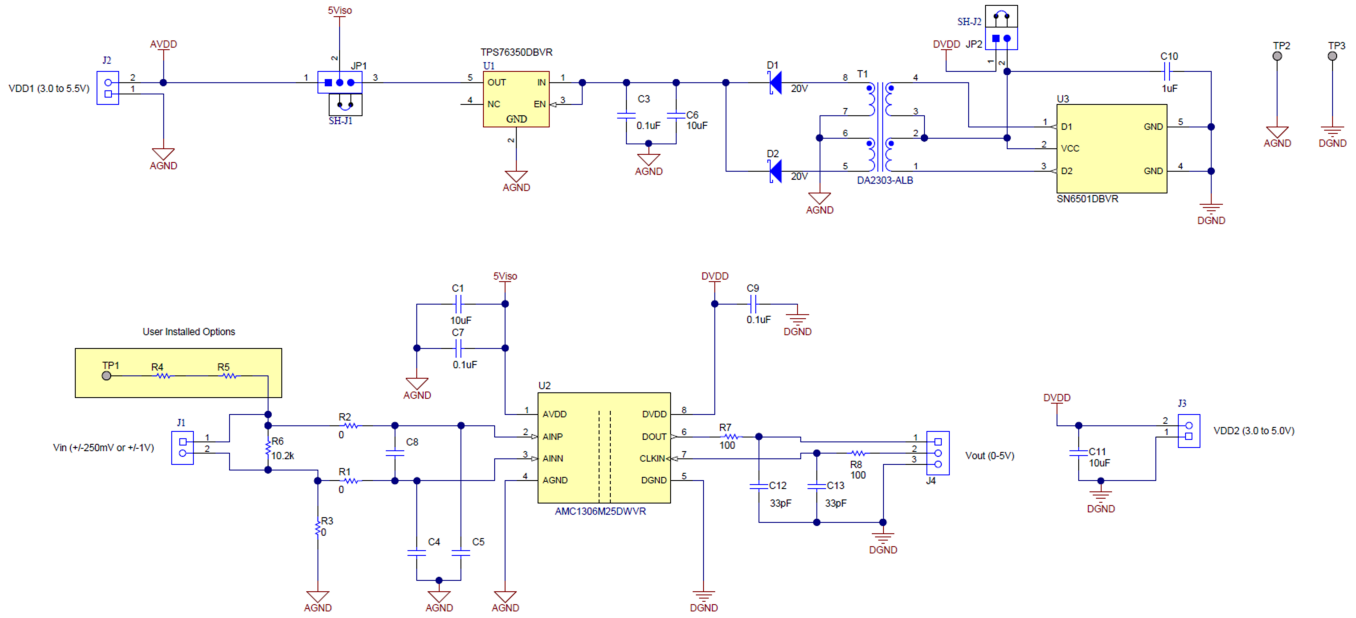 5Viso
SH-J2
AVDD
TPS76350DBVR
DVDD
JP2
C10
TP2
TP3
J2
2
JP1
U1
D1
T1
1
2
1uF
VDD1 (3.0 to 5.5V)
2
1
1
3
5
OUT
IN
1
8
4
U3
SH-J1
4
NC
EN
3
C3
0.1uF
C6
10uF
20V
7
3
1
D1
GND
5
AGND
GND
2
AGND
AGND
D2
20V
6
2
2
VCC
AGND
DGND
5
1
3
D2
GND
4
DA2303-ALB
AGND
SN6501DBVR
DGND
5Viso
DVDD
C1
10uF
C9
0.1uF
DGND
C7
0.1uF
User Installed Options
TP1
R4
R5
AGND
U2
DVDD
J3
J1
1
2
Vin (+/-250mV or +/-1V)
R2
0
R6
10.2k
C8
1
AVDD
DVDD
8
2
AINP
DOUT
6
R7
100
1
2
3
J4
Vout (0-5V)
2
1
VDD2 (3.0 to 5.0V)
C11
10uF
DGND
3
AINN
CLKIN
7
R8
100
R1
0
4
AGND
DGND
5
C12
33pF
C13
33pF
AMC1306M25DWVR
R3
0
C4
C5
DGND
AGND
AGND
AGND
DGND